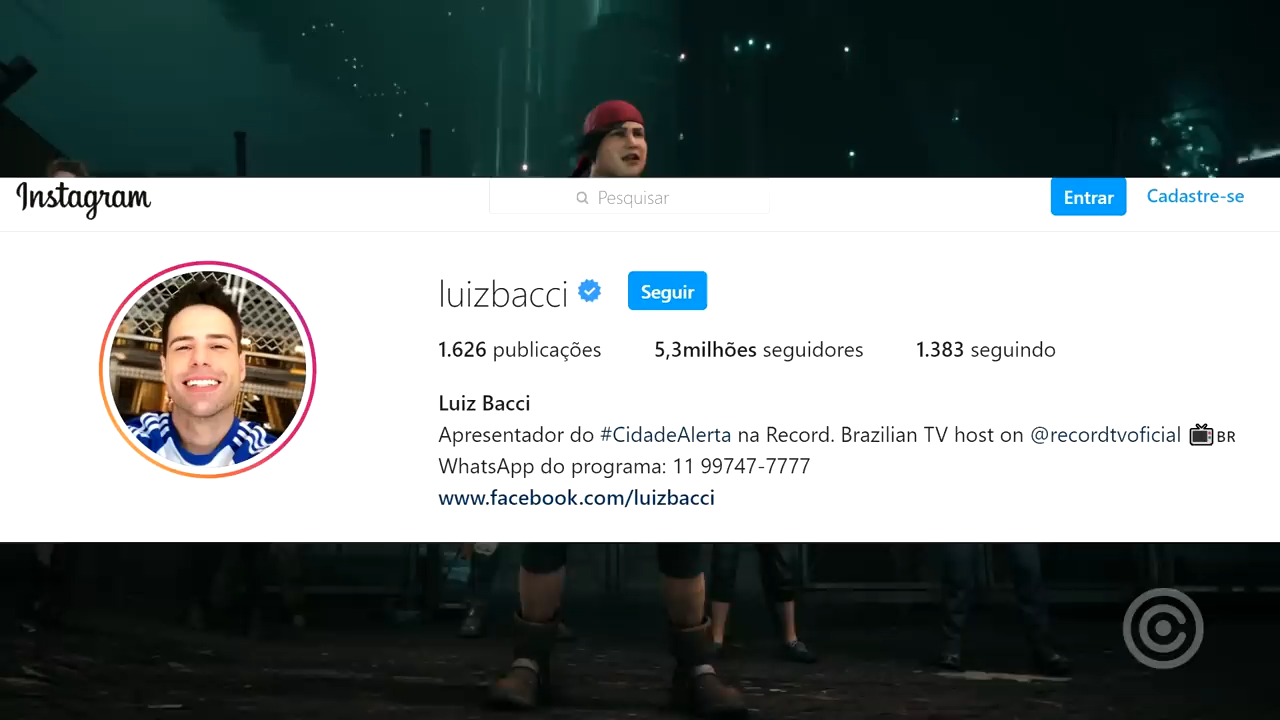 Instagram
Pesquisar
Entrar
Cadastre-se
luizbacci
Seguir
1.626 publicações 5,3milhões seguidores 1.383 seguindo
Luiz Bacci
Apresentador do #CidadeAlerta na Record. Brazilian TV host on @recordtvoficial 📺 BR
WhatsApp do programa: 11 99747-7777
www.facebook.com/luizbacci